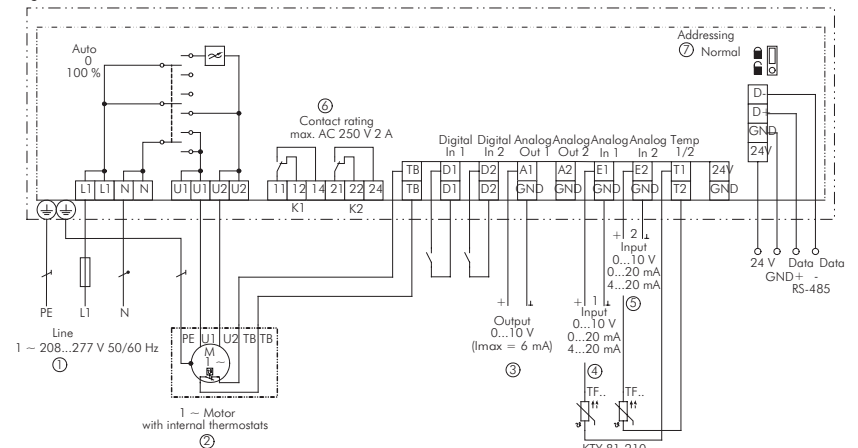 Addressing
⑦ Normal
Auto
0
100 %
⑥
Contact rating
max. AC 250 V 2 A
D-
D+
GND
24V
Digital In 1
Digital In 2
Analog Out 1
Analog Out 2
Analog In 1
Analog In 2
Temp 1/2
L1 L1 N N
U1 U1 U2 U2
11 12 14 21 22 24
K1 K2
TB D1 D2 A1 A2 E1 E2 T1 24V
TB D1 D2 GND GND GND GND T2 GND
PE L1 N
Line
1 ~ 208...277 V 50/60 Hz
①
PE U1 U2 TB TB
M
1 ~
1 ~ Motor
with internal thermostats
②
+ ⊥
Output
0...10 V
(Imax = 6 mA)
③
+ 1 ⊥
Input
0...10 V
0...20 mA
4...20 mA
④
+ 2 ⊥
Input
0...10 V
0...20 mA
4...20 mA
⑤
TF.. TF..
KTY 81-210
24 V GND Data + Data -
RS-485